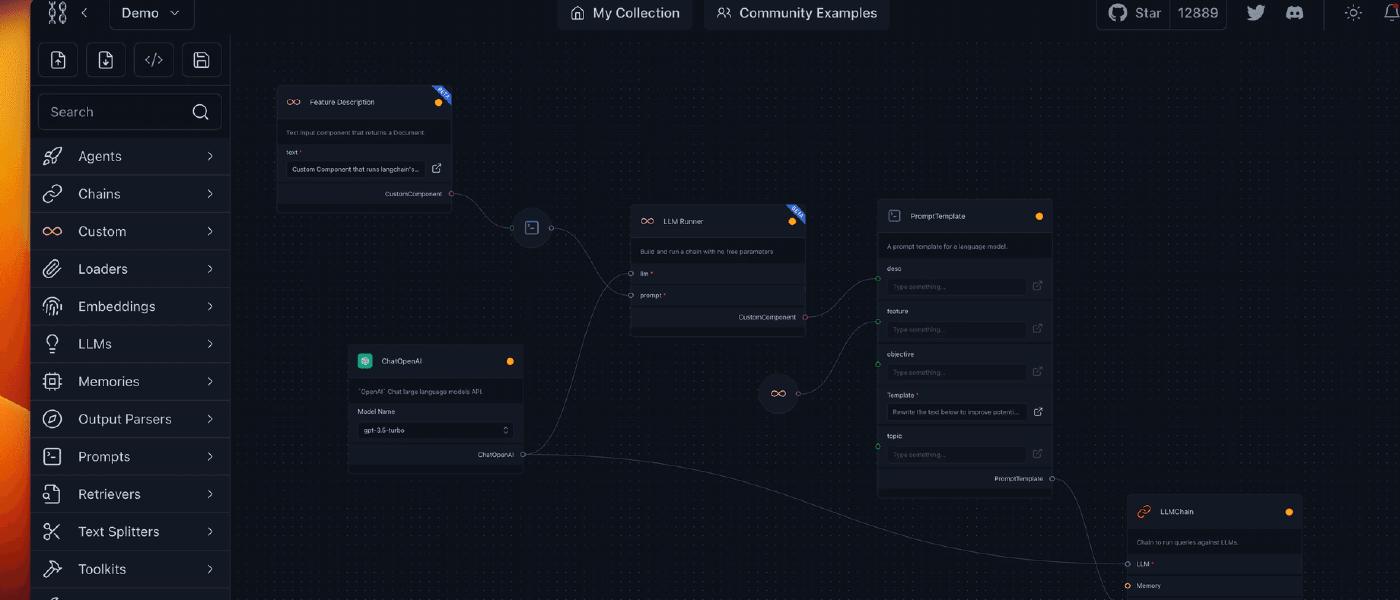 Demo
My Collection
Community Examples
Star
12889
Search
Agents
Chains
Custom
Loaders
Embeddings
LLMs
Memories
Output Parsers
Prompts
Retrievers
Text Splitters
Toolkits
Feature Description
BETA
Text input component that returns a Document.
text *
Custom Component that runs langchain's...
CustomComponent
ChatOpenAI
`OpenAI` Chat large language models API.
Model Name
gpt-3.5-turbo
ChatOpenAI
LLM Runner
BETA
Build and run a chain with no free parameters
llm *
prompt *
CustomComponent
PromptTemplate
A prompt template for a language model.
desc
Type something...
feature
Type something...
objective
Type something...
Template *
Rewrite the text below to improve potenti...
topic
Type something...
PromptTemplate
LLMChain
Chain to run queries against LLMs.
LLM *
Memory